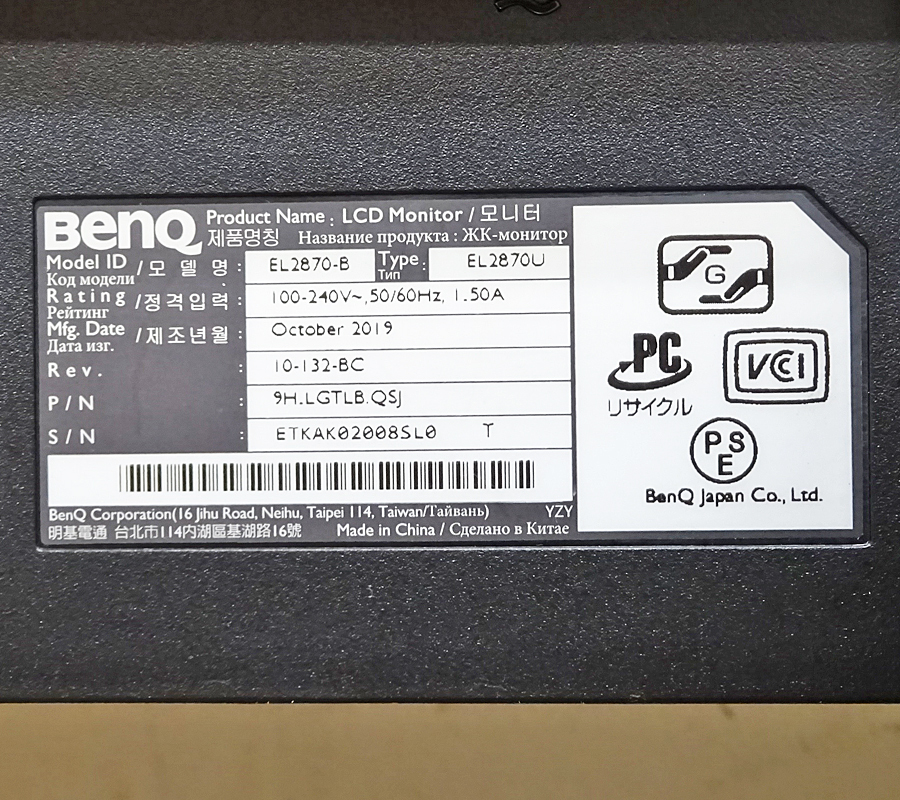 BenQ
Product Name : LCD Monitor / 모니터
제품명칭 Название продукта : ЖК-монитор
Model ID / 모 델 명 : EL2870-B Type : EL2870U
Код модели Тип
Rating / 정격입력 : 100-240V~,50/60Hz, 1.50A
Рейтинг
Mfg. Date / 제조년월 : October 2019
Дата изг.
Rev. : 10-132-BC
P/N : 9H.LGTLB.QSJ
S/N : ETKAK02008SL0 T
BenQ Corporation(16 Jihu Road, Neihu, Taipei 114, Taiwan/Тайвань) YZY
明基電通 台北市114內湖區基湖路16號 Made in China / Сделано в Китае
G
PC
リサイクル
VCCI
PSE
BenQ Japan Co., Ltd.